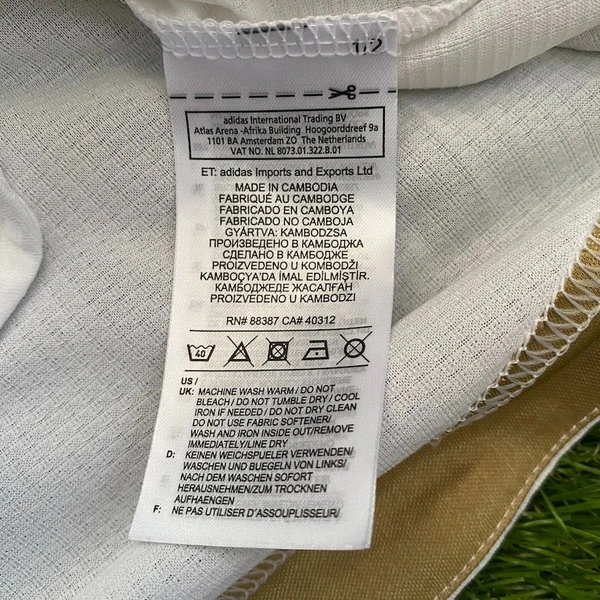 1/2
adidas International Trading BV
Atlas Arena -Afrika Building Hoogoorddreef 9a
1101 BA Amsterdam ZO The Netherlands
VAT NO. NL 8073.01.322.B.01
ET: adidas Imports and Exports Ltd
MADE IN CAMBODIA
FABRIQUÉ AU CAMBODGE
FABRICADO EN CAMBOYA
FABRICADO NO CAMBOJA
GYÁRTVA: KAMBODZSA
ПРОИЗВЕДЕНО В КАМБОДЖА
СДЕЛАНО В КАМБОДЖЕ
PROIZVEDENO U KOMBODŽI
KAMBOÇYA'DA İMAL EDİLMİŞTİR.
КАМБОДЖЕДЕ ЖАСАЛҒАН
PROIZVEDENO V KAMBODZI
RN# 88387 CA# 40312
40
US /
UK: MACHINE WASH WARM / DO NOT
BLEACH / DO NOT TUMBLE DRY / COOL
IRON IF NEEDED / DO NOT DRY CLEAN
DO NOT USE FABRIC SOFTENER/
WASH AND IRON INSIDE OUT/REMOVE
IMMEDIATELY/LINE DRY
D: KEINEN WEICHSPUELER VERWENDEN/
WASCHEN UND BUEGELN VON LINKS/
NACH DEM WASCHEN SOFORT
HERAUSNEHMEN/ZUM TROCKNEN
AUFHAENGEN
F: NE PAS UTILISER D´ASSOUPLISSEUR/